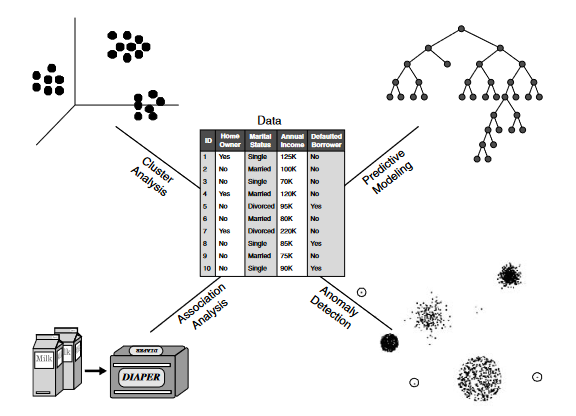 Data
ID Home Owner Marital Status Annual Income Defaulted Borrower
1 Yes Single 125K No
2 No Married 100K No
3 No Single 70K No
4 Yes Married 120K No
5 No Divorced 95K Yes
6 No Married 80K No
7 Yes Divorced 220K No
8 No Single 85K Yes
9 No Married 75K No
10 No Single 90K Yes
Cluster
Analysis
Predictive
Modeling
Association
Analysis
Anomaly
Detection
Milk
lk
DIAPER
DIAPER